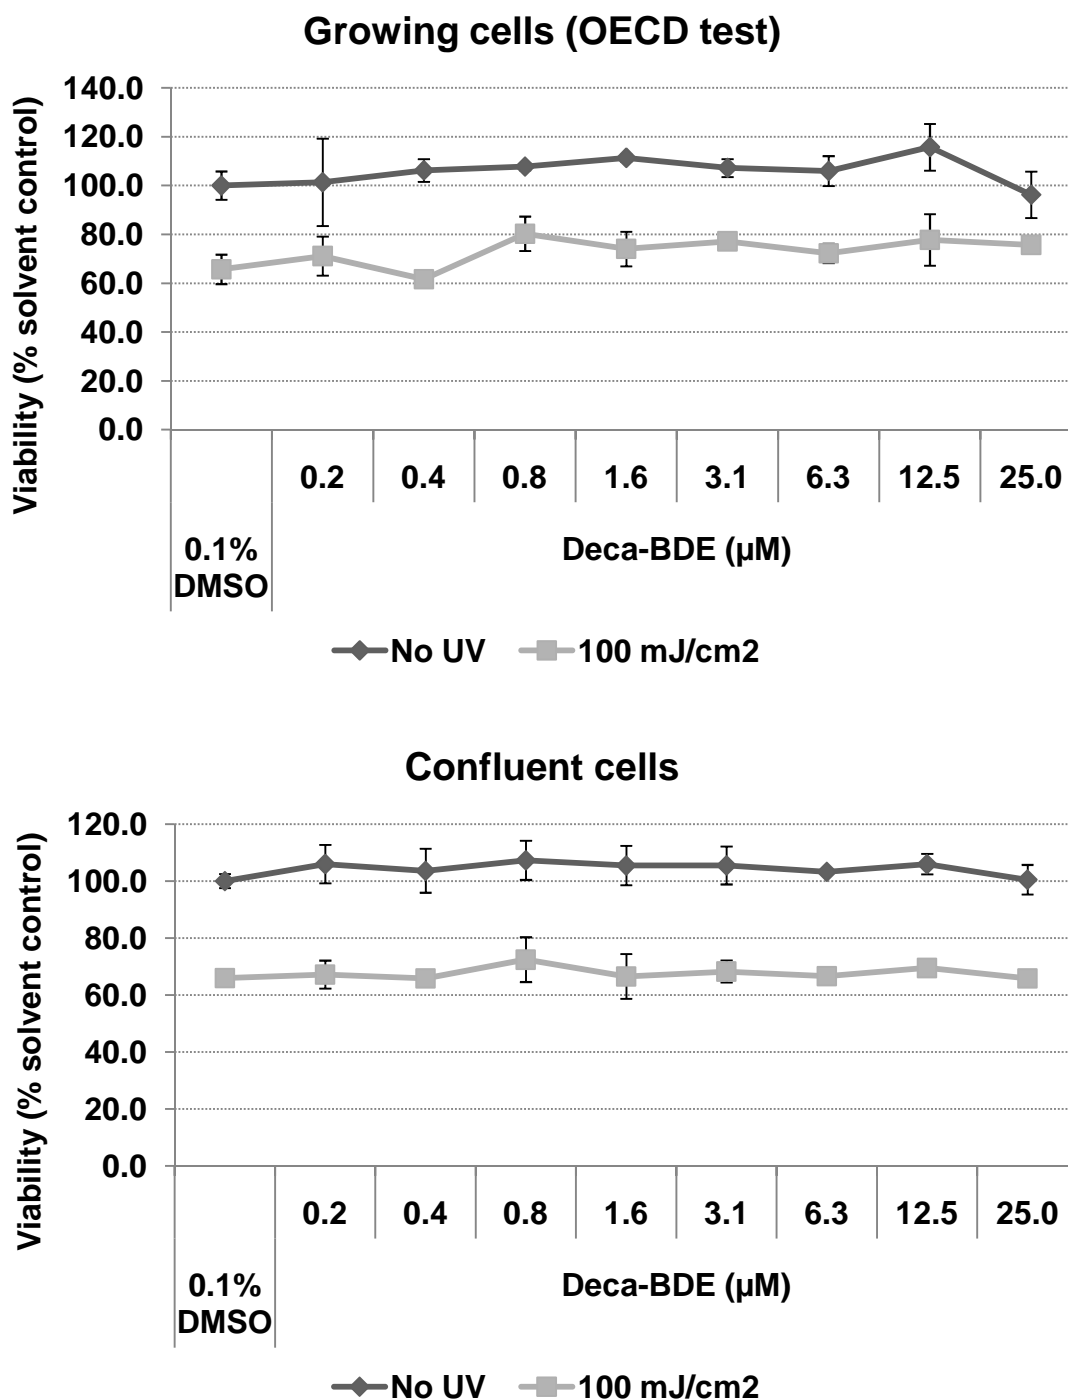 Growing cells (OECD test)
Viability (% solvent control)
140.0
120.0
100.0
80.0
60.0
40.0
20.0
0.0
0.2 0.4 0.8 1.6 3.1 6.3 12.5 25.0
0.1%
DMSO
Deca-BDE (µM)
No UV 100 mJ/cm2
Confluent cells
Viability (% solvent control)
120.0
100.0
80.0
60.0
40.0
20.0
0.0
0.2 0.4 0.8 1.6 3.1 6.3 12.5 25.0
0.1%
DMSO
Deca-BDE (µM)
No UV 100 mJ/cm2